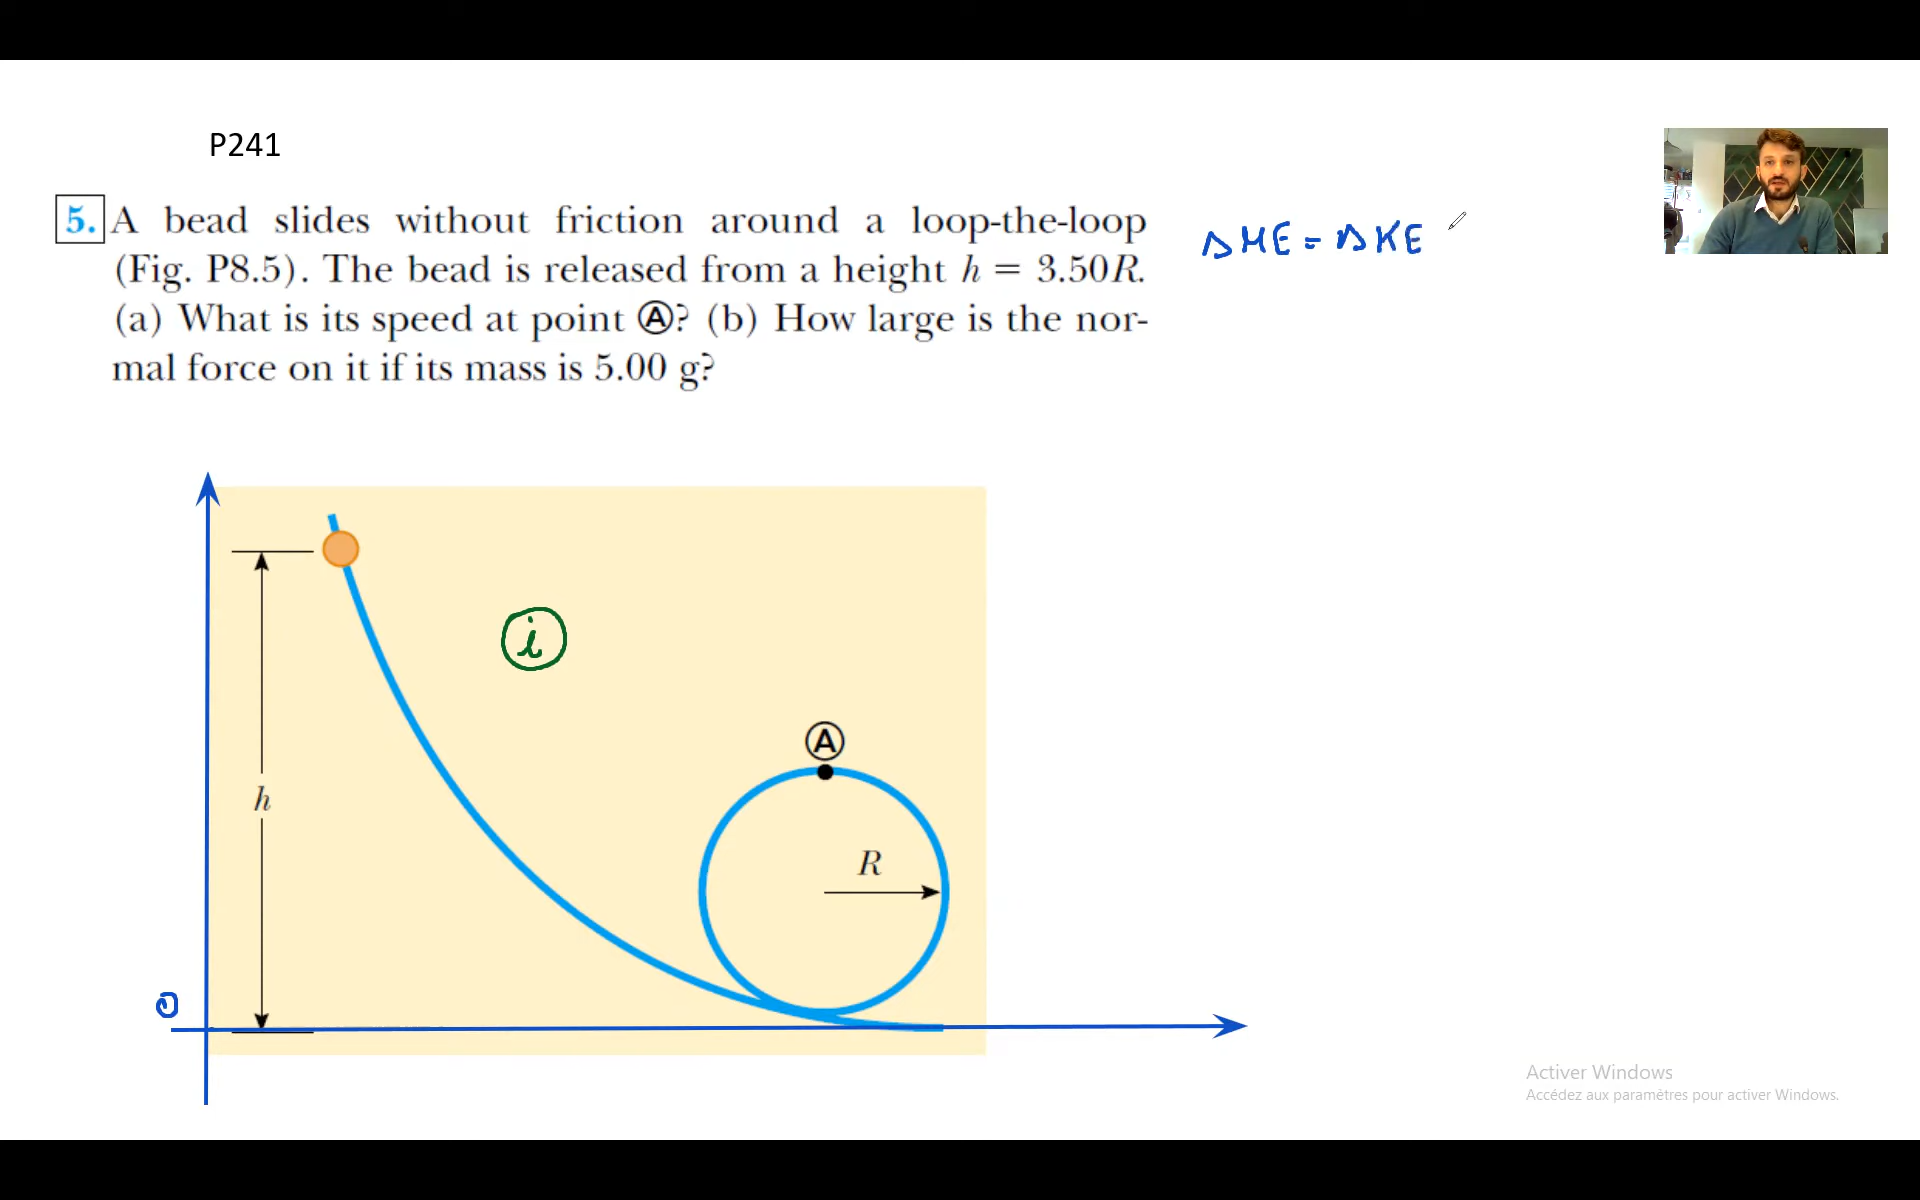 P241
5. A bead slides without friction around a loop-the-loop
(Fig. P8.5). The bead is released from a height h = 3.50R.
(a) What is its speed at point Ⓐ? (b) How large is the nor-
mal force on it if its mass is 5.00 g?
ΔME = ΔKE
i
A
h
R
0
Activer Windows
Accédez aux paramètres pour activer Windows.